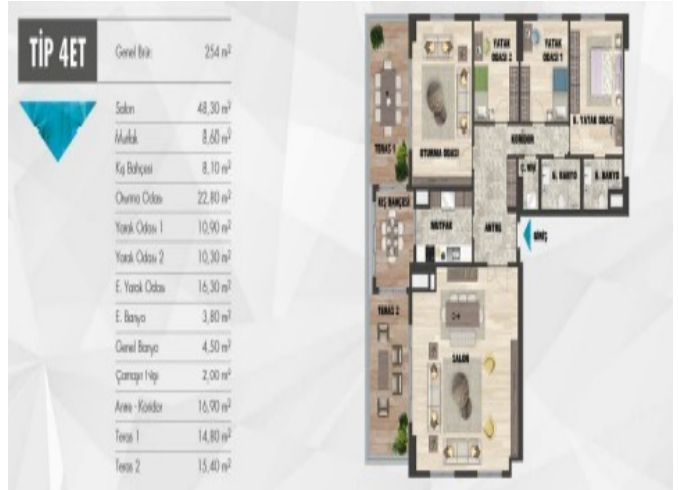 TİP 4ET
Genel Brüt 254 m²
Salon 48,30 m²
Mutfak 8,60 m²
Kış Bahçesi 8,10 m²
Oturma Odası 22,80 m²
Yatak Odası 1 10,90 m²
Yatak Odası 2 10,50 m²
E. Yatak Odası 16,30 m²
E. Banyo 3,80 m²
Genel Banyo 4,50 m²
Çamaşır Nişi 2,00 m²
Antre - Koridor 16,90 m²
Teras 1 14,80 m²
Teras 2 15,40 m²
YATAK
ODASI 2
YATAK
ODASI 1
E. YATAK ODASI
TERAS 1
OTURMA ODASI
KORİDOR
G. BANYO
E. BANYO
KIŞ BAHÇESİ
MUTFAK
ANTRE
GİRİŞ
TERAS 2
SALON